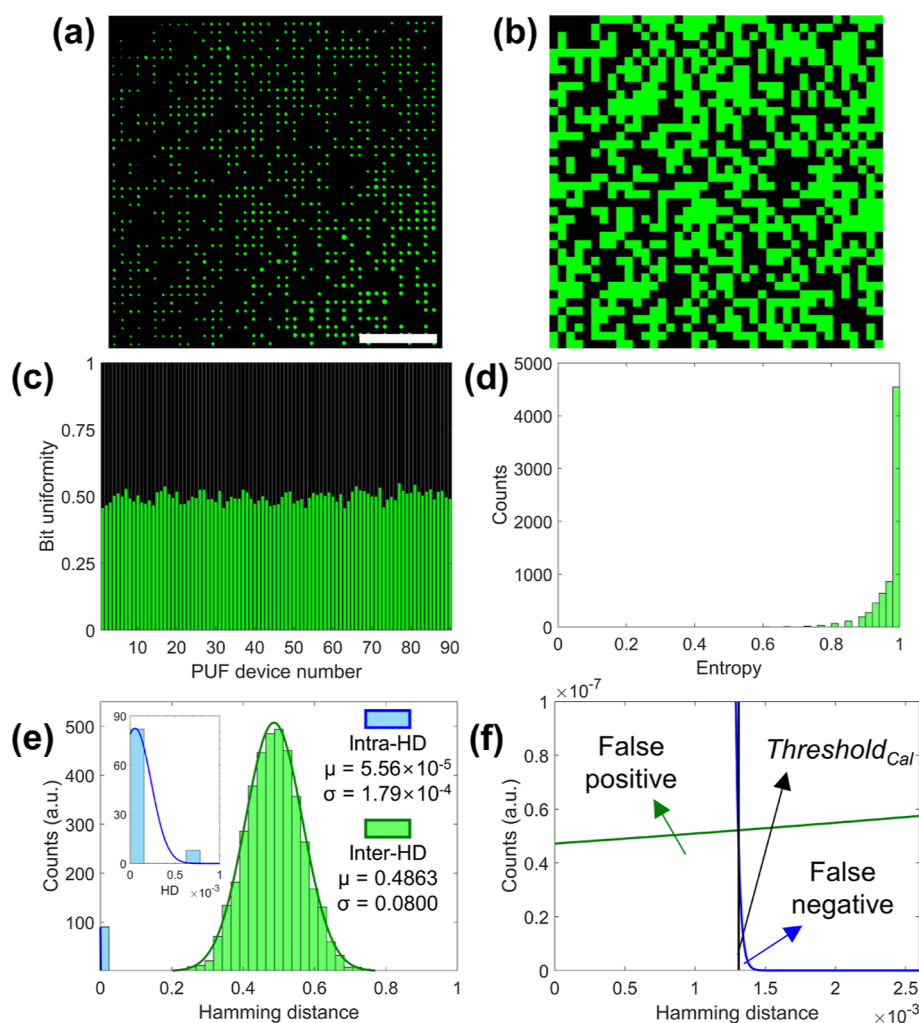 (a)
(b)
(c)
1
0.75
0.50
0.25
0
Bit uniformity
10 20 30 40 50 60 70 80 90
PUF device number
(d)
5000
4000
3000
2000
1000
0
Counts
0 0.2 0.4 0.6 0.8 1
Entropy
(e)
500
400
300
200
100
Counts (a.u.)
90
60
30
0
0 0.5 1
HD ×10⁻³
Intra-HD
μ = 5.56×10⁻⁵
σ = 1.79×10⁻⁴
Inter-HD
μ = 0.4863
σ = 0.0800
0 0.2 0.4 0.6 0.8 1
Hamming distance
(f)
×10⁻⁷
1
0.8
0.6
0.4
0.2
0
Counts (a.u.)
False
positive
Threshold_Cal
False
negative
0 0.5 1 1.5 2 2.5
Hamming distance ×10⁻³